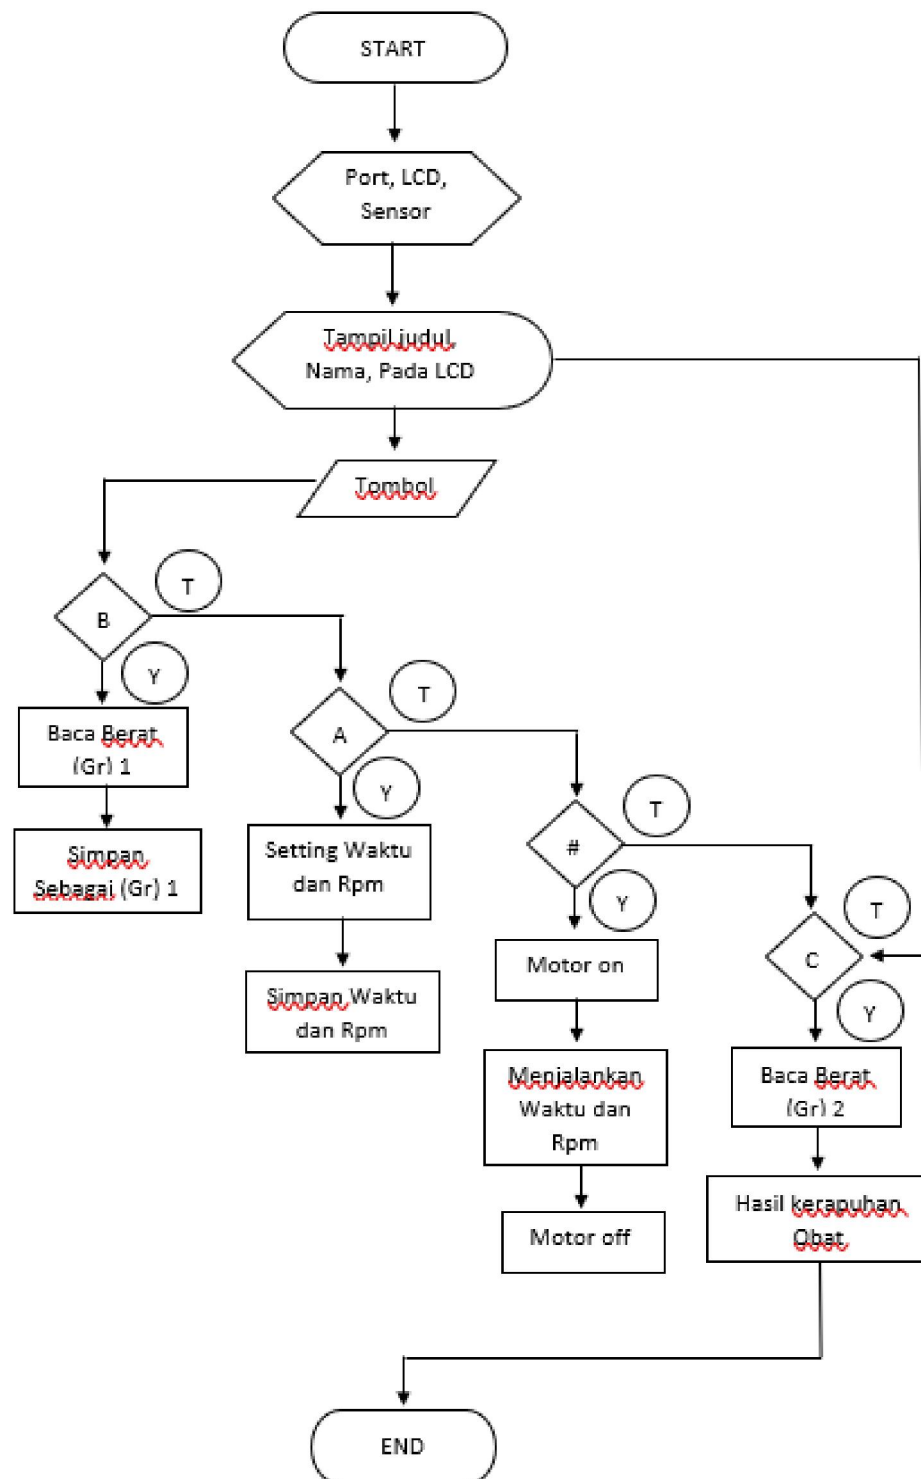 START
Port, LCD,
Sensor
Tampil judul,
Nama, Pada LCD
Tombol
B
T
Y
Baca Berat
(Gr) 1
Simpan
Sebagai (Gr) 1
A
T
Y
Setting Waktu
dan Rpm
Simpan Waktu
dan Rpm
#
T
Y
Motor on
Menjalankan
Waktu dan
Rpm
Motor off
C
T
Y
Baca Berat
(Gr) 2
Hasil kerapuhan
Obat
END